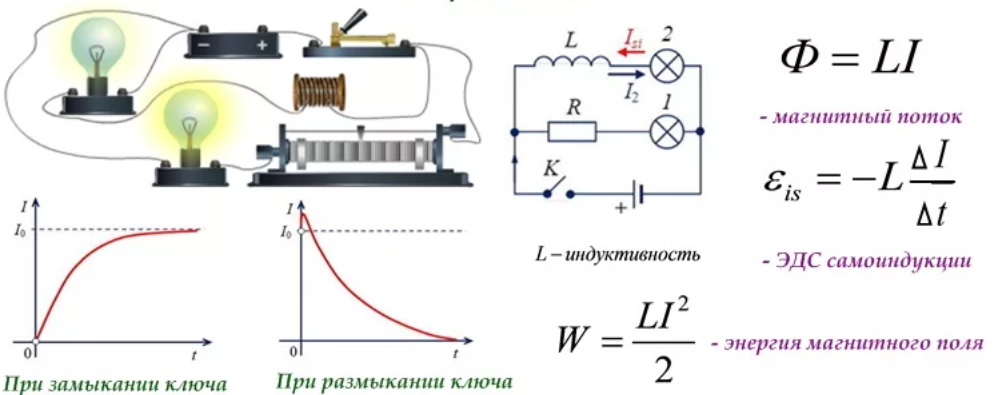 − +
L
I_si
2
I_2
R
1
K
+
Φ = LI
- магнитный поток
ε_is = −L ΔI/Δt
- ЭДС самоиндукции
L – индуктивность
W = LI²/2
- энергия магнитного поля
I
I_0
0
t
При замыкании ключа
I
I_0
0
t
При размыкании ключа